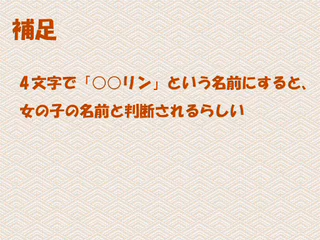 補足
4文字で「○○リン」という名前にすると、
女の子の名前と判断されるらしい